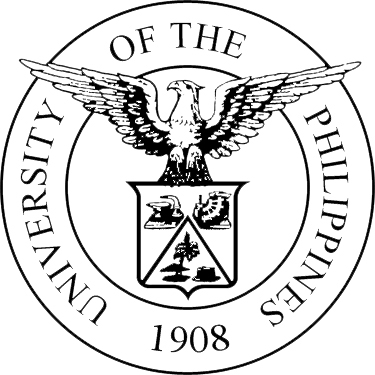 UNIVERSITY OF THE PHILIPPINES
1908